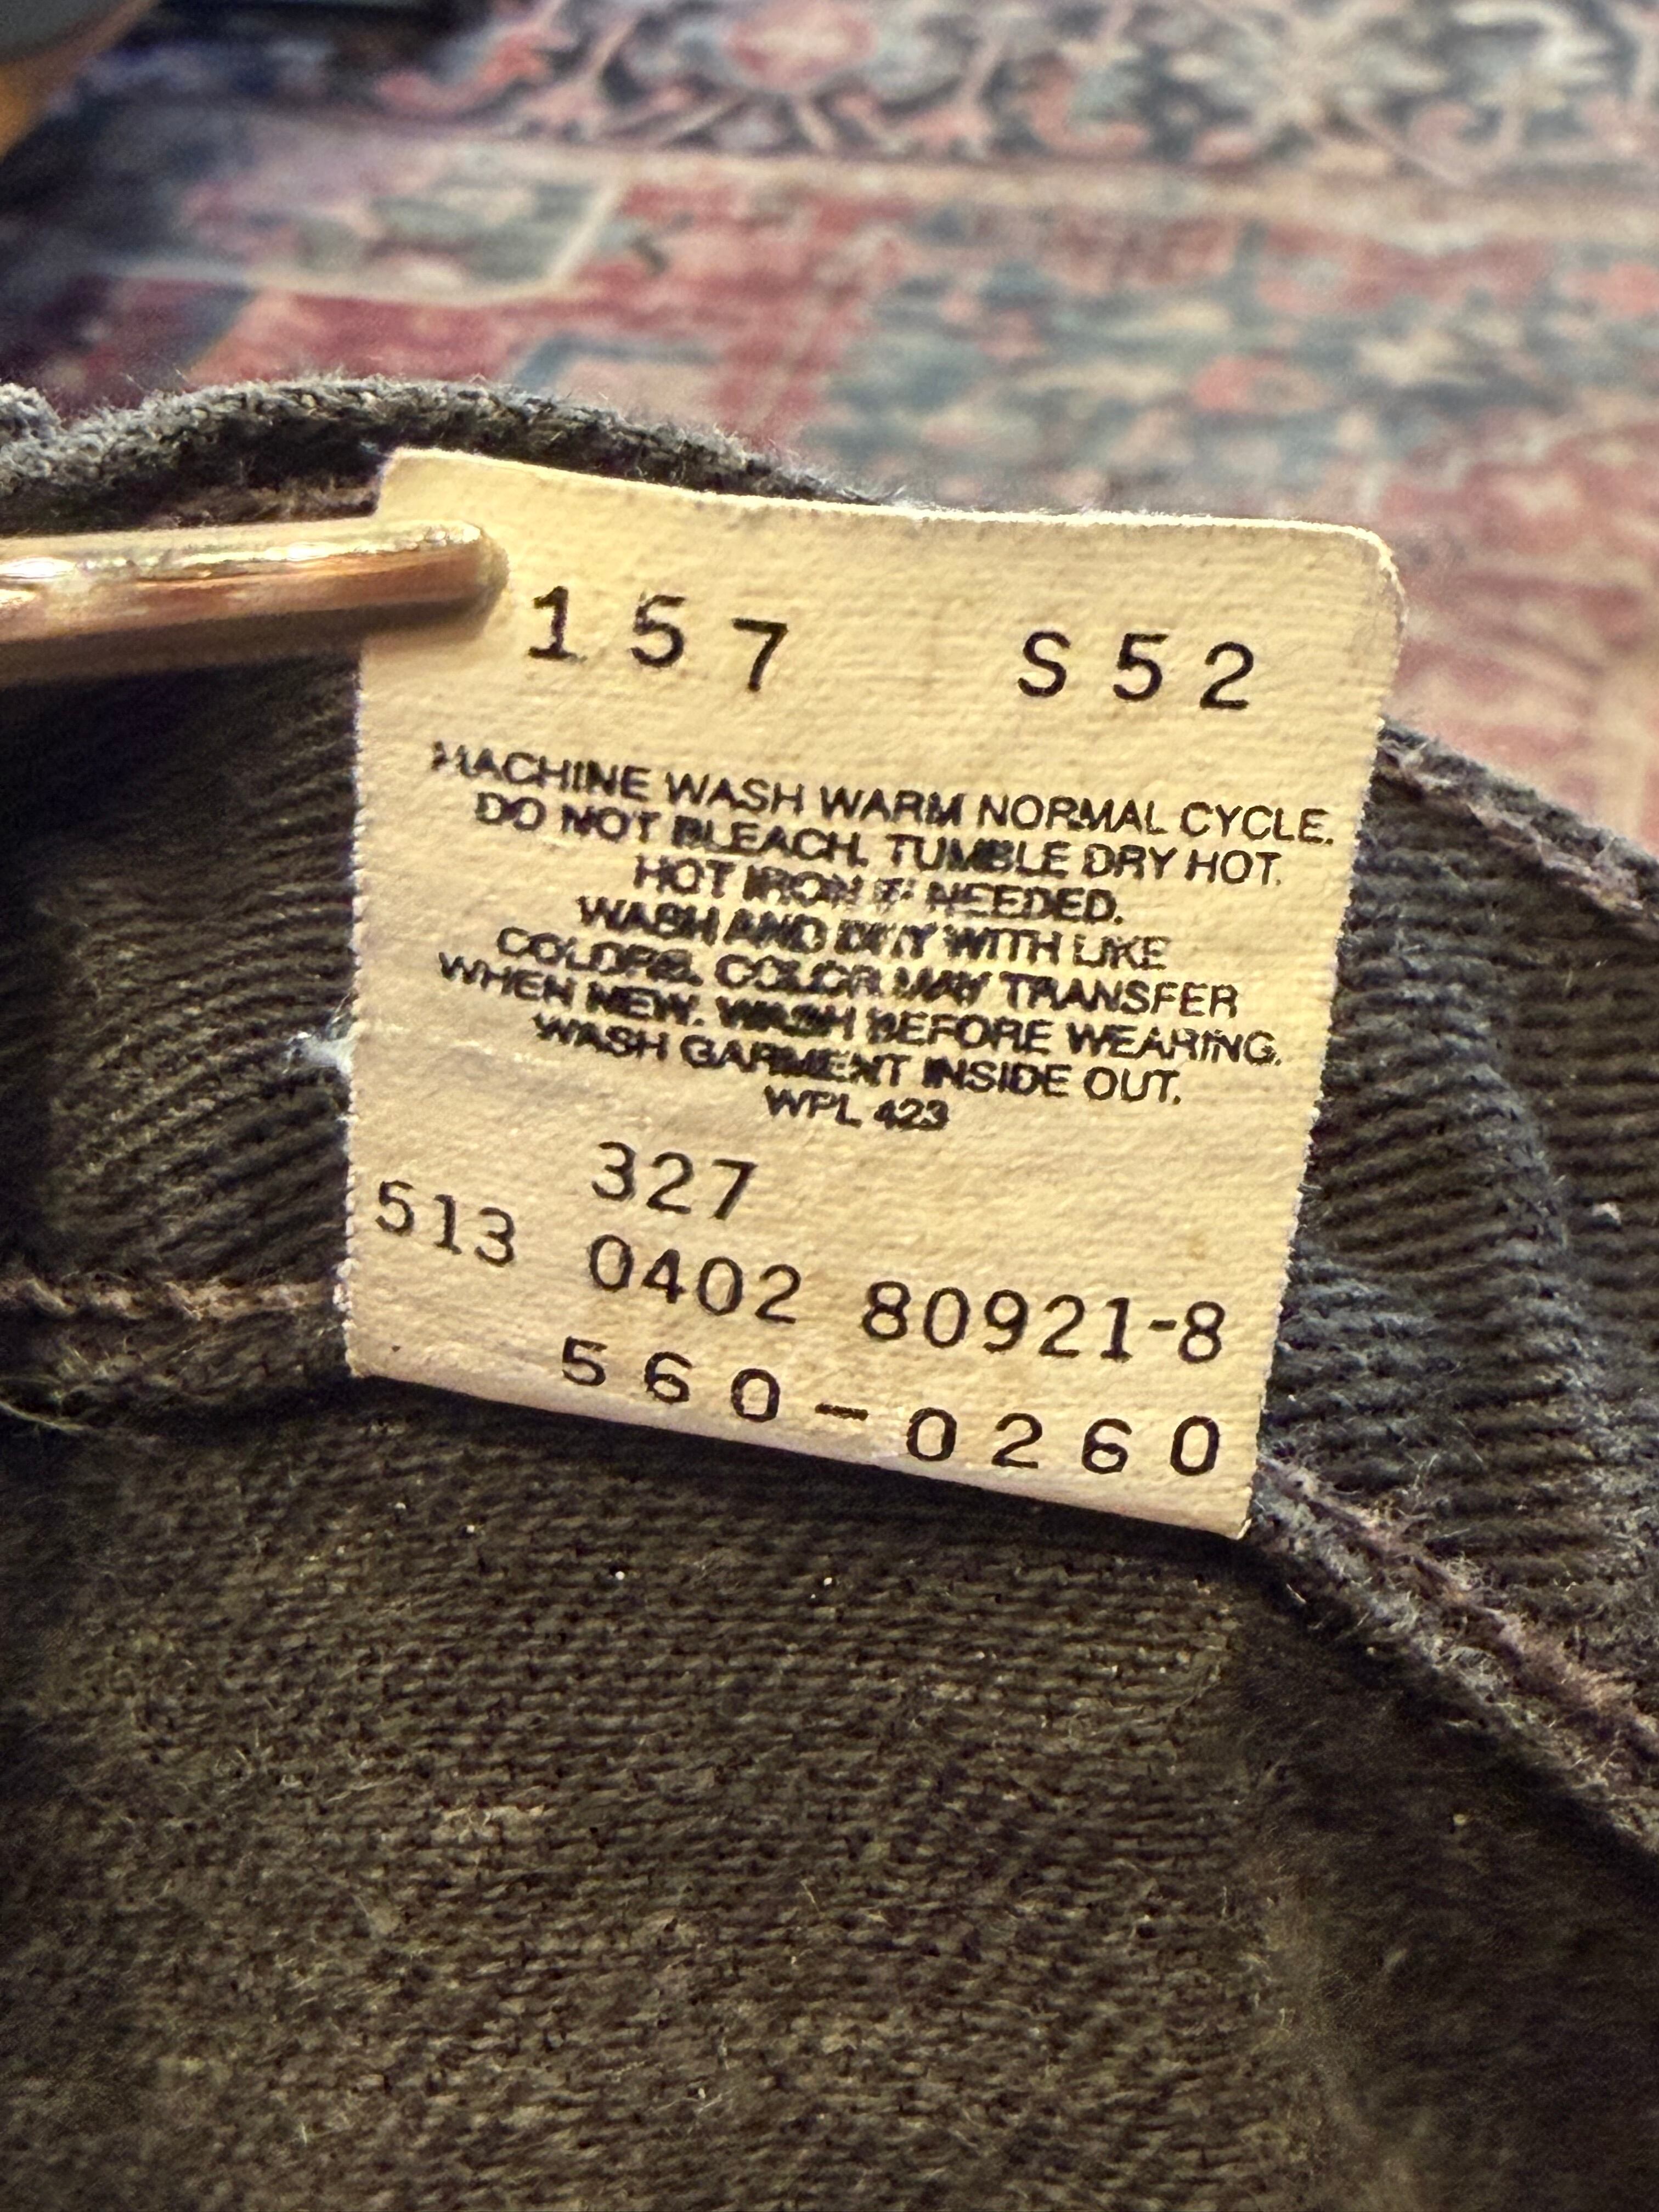 157 S52
MACHINE WASH WARM NORMAL CYCLE.
DO NOT BLEACH. TUMBLE DRY HOT.
HOT IRON IF NEEDED.
WASH AND DRY WITH LIKE
COLORS. COLOR MAY TRANSFER
WHEN NEW. WASH BEFORE WEARING.
WASH GARMENT INSIDE OUT.
WPL 423
327
513 0402 80921-8
560-0260